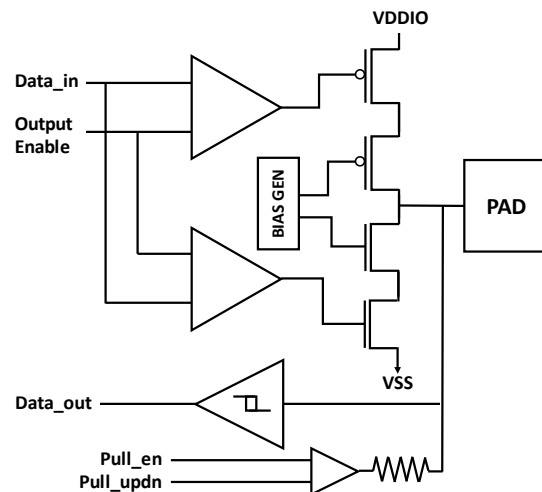 VDDIO
Data_in
Output
Enable
BIAS GEN
PAD
VSS
Data_out
Pull_en
Pull_updn